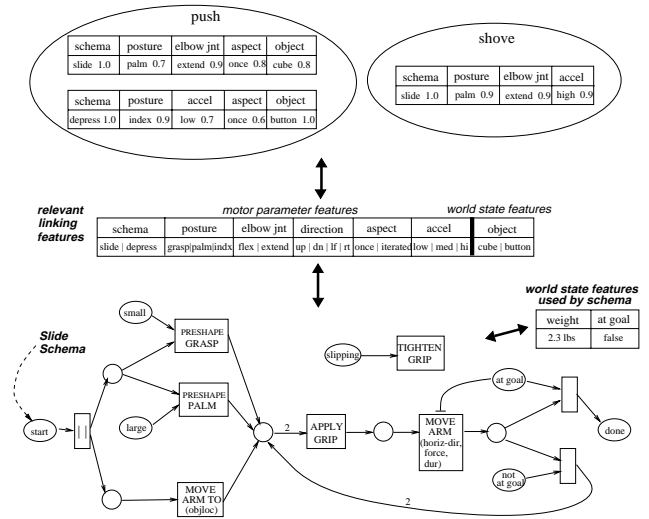 push
schema posture elbow jnt aspect object
slide 1.0 palm 0.7 extend 0.9 once 0.8 cube 0.8
schema posture accel aspect object
depress 1.0 index 0.9 low 0.7 once 0.6 button 1.0
shove
schema posture elbow jnt accel
slide 1.0 palm 0.9 extend 0.9 high 0.9
relevant
linking
features
motor parameter features
world state features
schema posture elbow jnt direction aspect accel object
slide | depress grasp|palm|indx flex | extend up | dn | lf | rt once | iterated low | med | hi cube | button
world state features
used by schema
weight at goal
2.3 lbs false
Slide
Schema
start
small
PRESHAPE
GRASP
large
PRESHAPE
PALM
MOVE
ARM TO
(objloc)
slipping
TIGHTEN
GRIP
2
APPLY
GRIP
MOVE
ARM
(horiz-dir,
force,
dur)
at goal
not
at goal
done
2